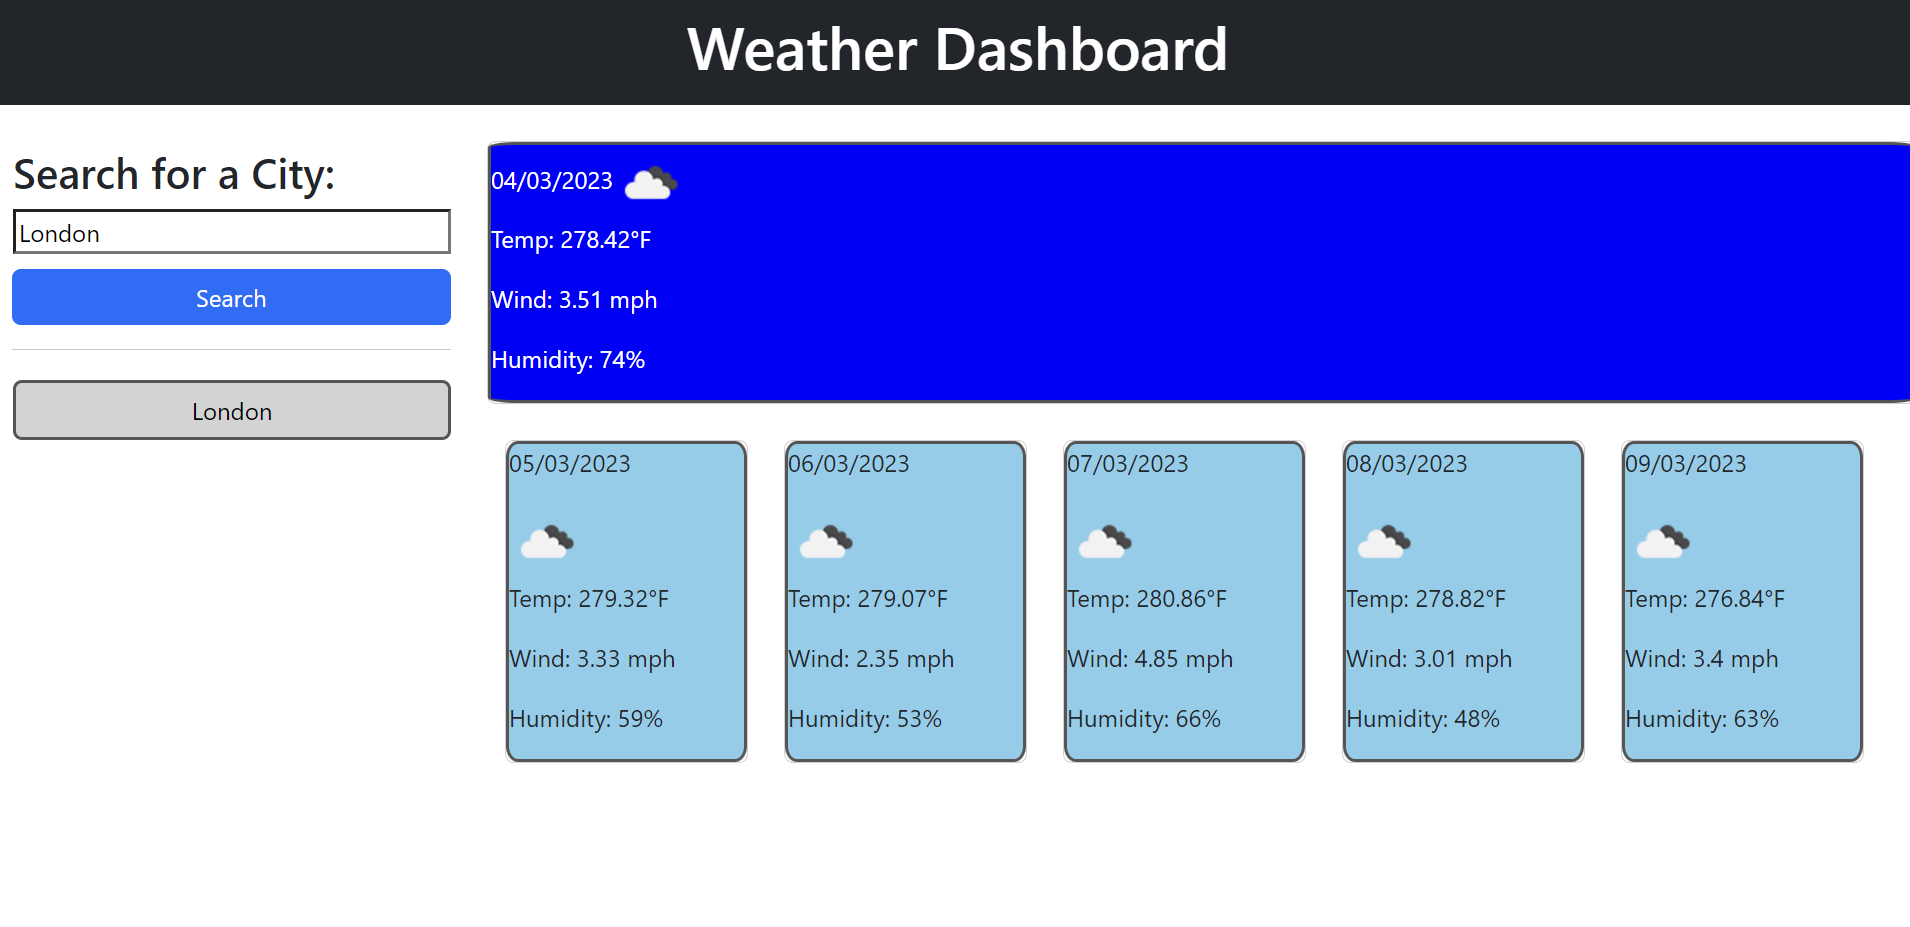 Weather Dashboard
Search for a City:
London
Search
London
04/03/2023
Temp: 278.42°F
Wind: 3.51 mph
Humidity: 74%
05/03/2023
Temp: 279.32°F
Wind: 3.33 mph
Humidity: 59%
06/03/2023
Temp: 279.07°F
Wind: 2.35 mph
Humidity: 53%
07/03/2023
Temp: 280.86°F
Wind: 4.85 mph
Humidity: 66%
08/03/2023
Temp: 278.82°F
Wind: 3.01 mph
Humidity: 48%
09/03/2023
Temp: 276.84°F
Wind: 3.4 mph
Humidity: 63%